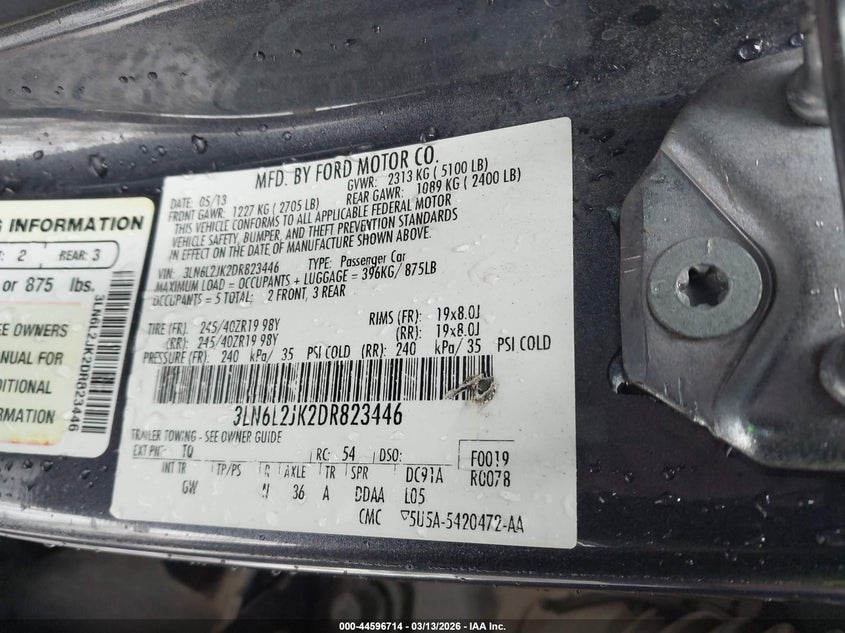 MFD. BY FORD MOTOR CO.
DATE: 05/13 GVWR: 2313 KG ( 5100 LB)
FRONT GAWR: 1227 KG ( 2705 LB) REAR GAWR: 1089 KG ( 2400 LB)
THIS VEHICLE CONFORMS TO ALL APPLICABLE FEDERAL MOTOR
VEHICLE SAFETY, BUMPER, AND THEFT PREVENTION STANDARDS
IN EFFECT ON THE DATE OF MANUFACTURE SHOWN ABOVE.
VIN: 3LN6L2JK2DR823446 TYPE: Passenger Car
MAXIMUM LOAD = OCCUPANTS + LUGGAGE = 396KG/875LB
OCCUPANTS = 5 TOTAL: 2 FRONT, 3 REAR
TIRE (FR): 245/40ZR19 98Y RIMS (FR): 19x8.0J
(RR): 245/40ZR19 98Y (RR): 19x8.0J
PRESSURE (FR): 240 kPa/ 35 PSI COLD (RR): 240 kPa/ 35 PSI COLD
3LN6L2JK2DR823446
TRAILER TOWING - SEE OWNER GUIDE
EXT PNT: TQ RC: 54 DSO: F0019
INT TR TP/PS R AXLE TR SPR DC91A R0078
GW N 36 A DDAA L05
CMC ▽5U5A-5420472-AA
INFORMATION
2 REAR: 3
or 875 lbs.
OWNERS
MANUAL FOR
INFORMATION
3LN6L2JK2DR823446
000-44596714 - 03/13/2026 - IAA Inc.